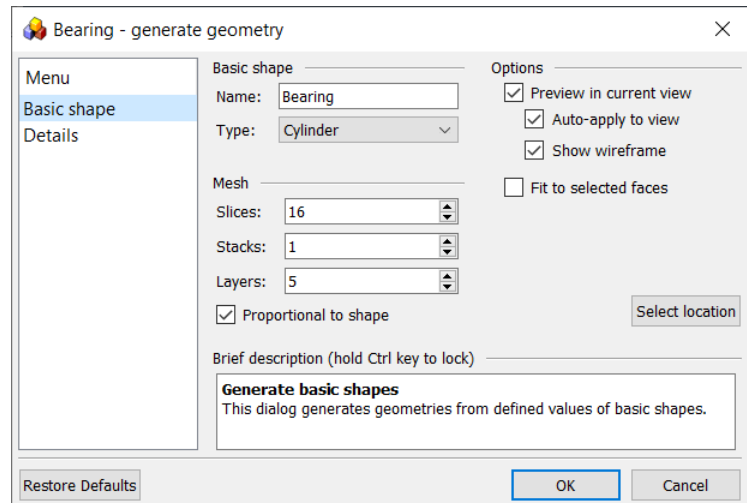 Bearing - generate geometry
Menu
Basic shape
Details
Basic shape
Name: Bearing
Type: Cylinder
Mesh
Slices: 16
Stacks: 1
Layers: 5
Proportional to shape
Options
Preview in current view
Auto-apply to view
Show wireframe
Fit to selected faces
Select location
Brief description (hold Ctrl key to lock)
Generate basic shapes
This dialog generates geometries from defined values of basic shapes.
Restore Defaults
OK
Cancel